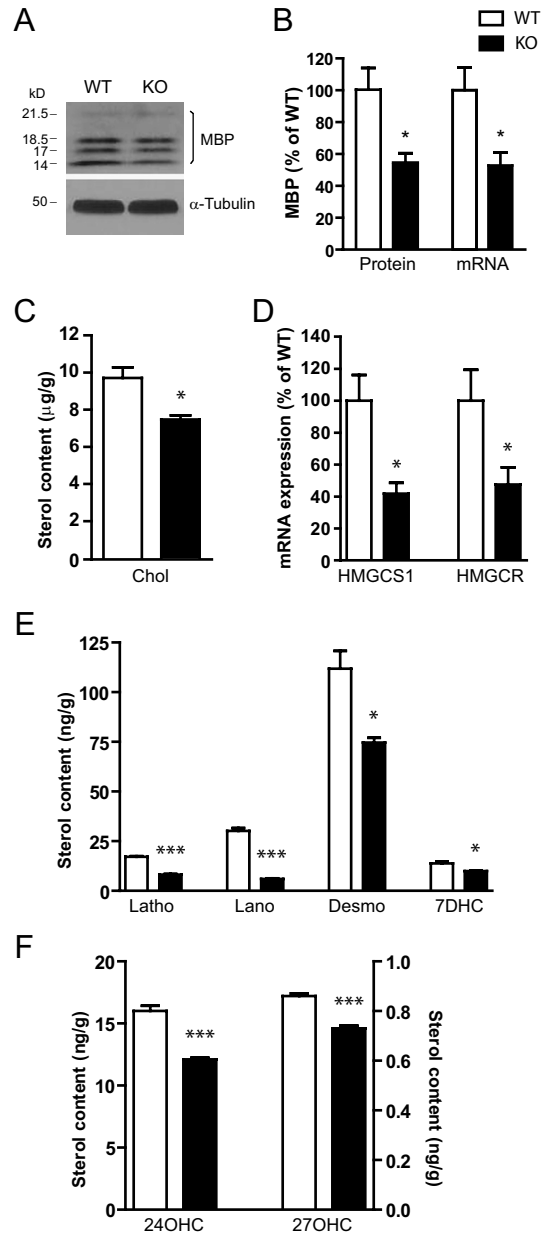 A
WT KO
kD
21.5
18.5
17
14
MBP
50
α-Tubulin
B
WT
KO
MBP (% of WT)
120
100
80
60
40
20
0
*
*
Protein
mRNA
C
Sterol content (µg/g)
12
10
8
6
4
2
0
*
Chol
D
mRNA expression (% of WT)
140
120
100
80
60
40
20
0
*
*
HMGCS1
HMGCR
E
Sterol content (ng/g)
125
100
75
50
25
0
***
***
*
*
Latho
Lano
Desmo
7DHC
F
Sterol content (ng/g)
20
15
10
5
0
***
***
24OHC
27OHC
1.0
0.8
0.6
0.4
0.2
0.0
Sterol content (ng/g)